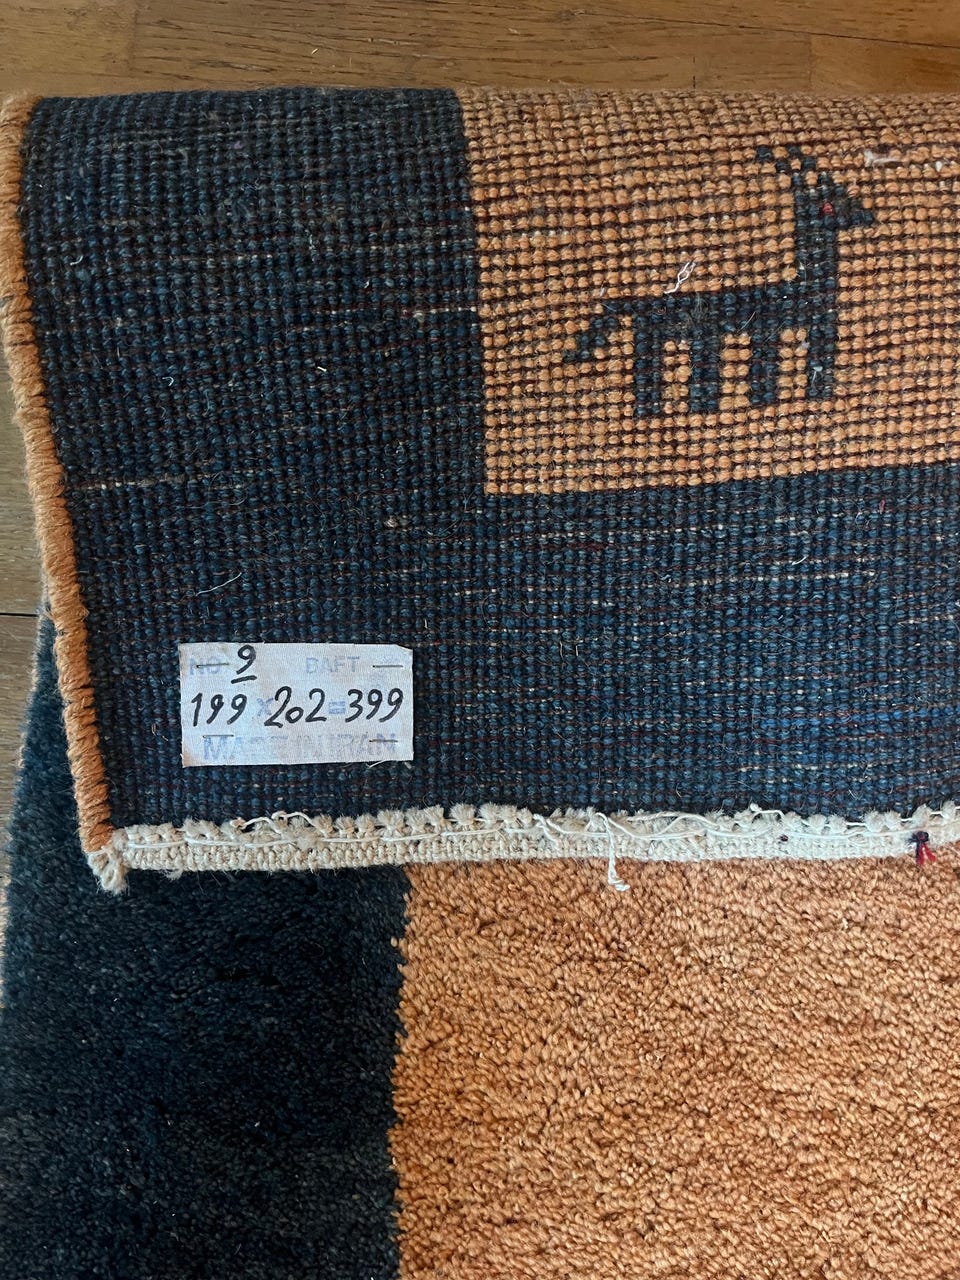 NO 9 BAFT
199 x 202 = 399
MADE IN IRAN